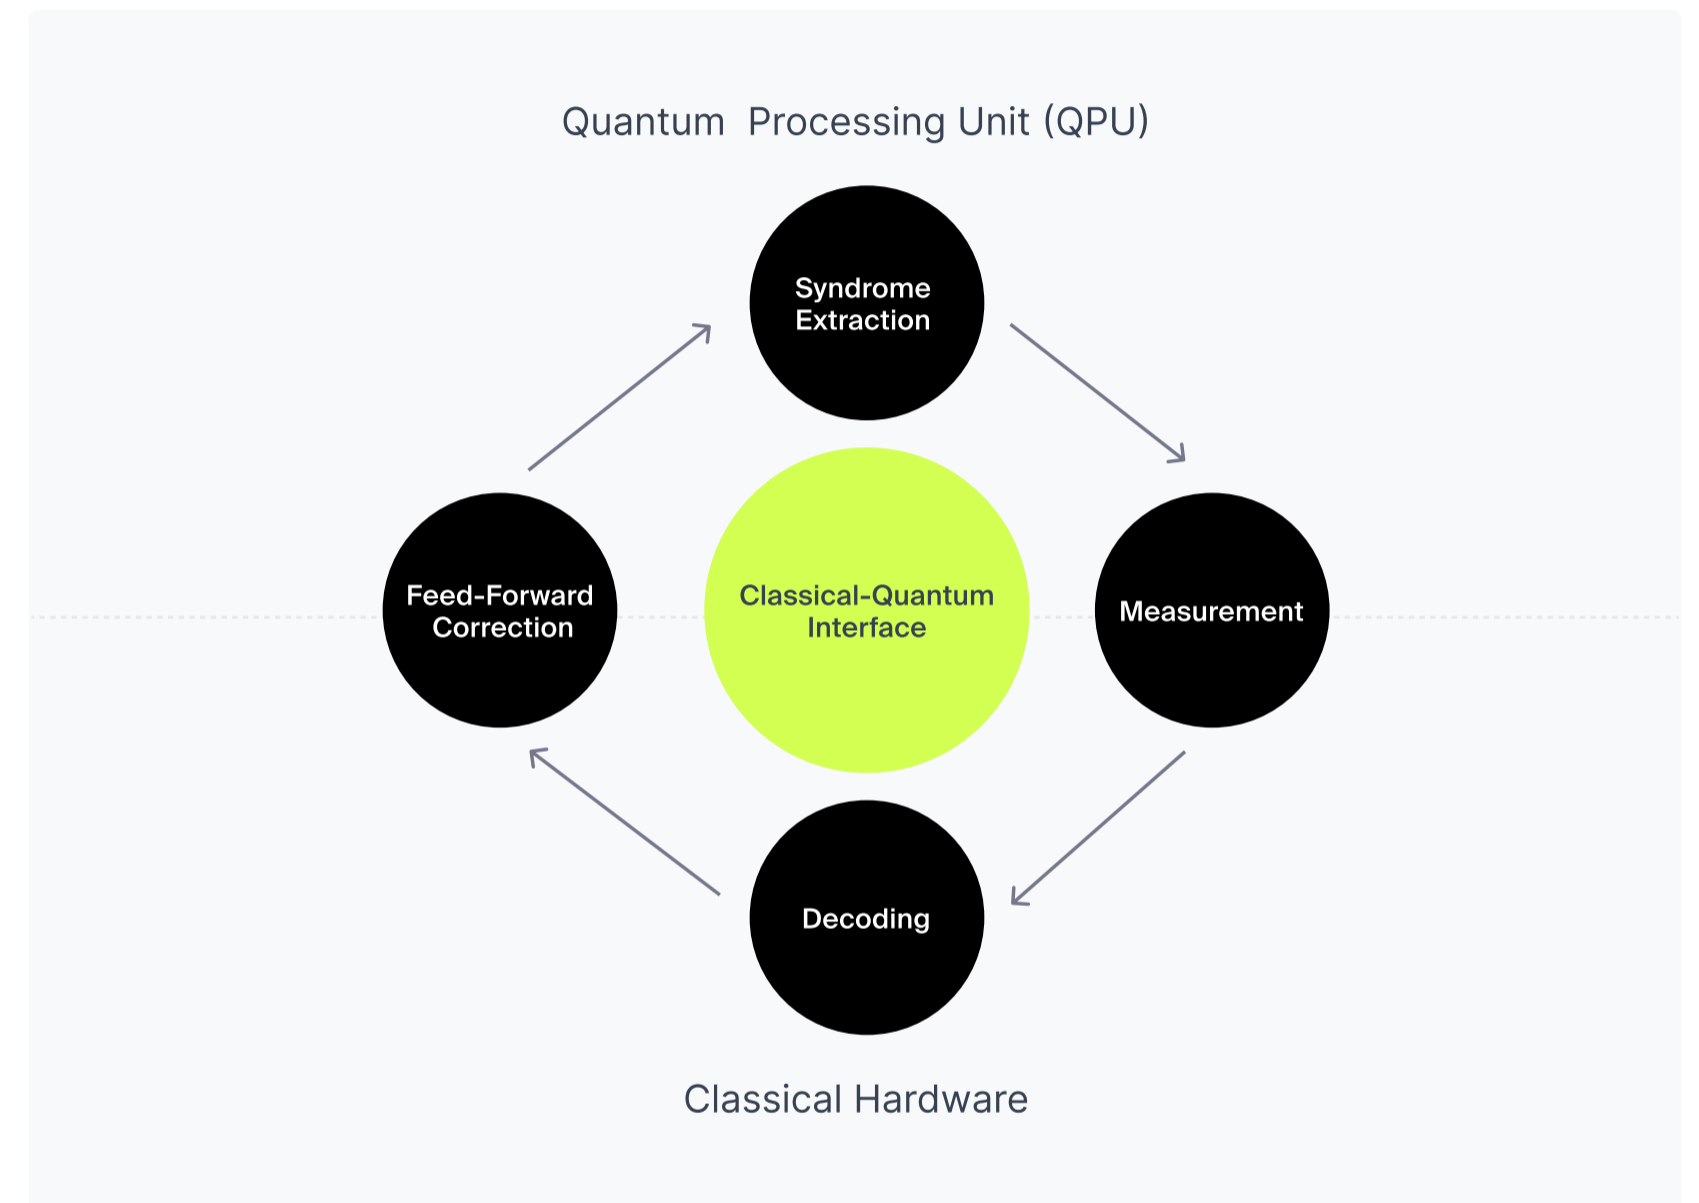 Quantum  Processing Unit (QPU)
Syndrome
Extraction
Feed-Forward
Correction
Classical-Quantum
Interface
Measurement
Decoding
Classical Hardware